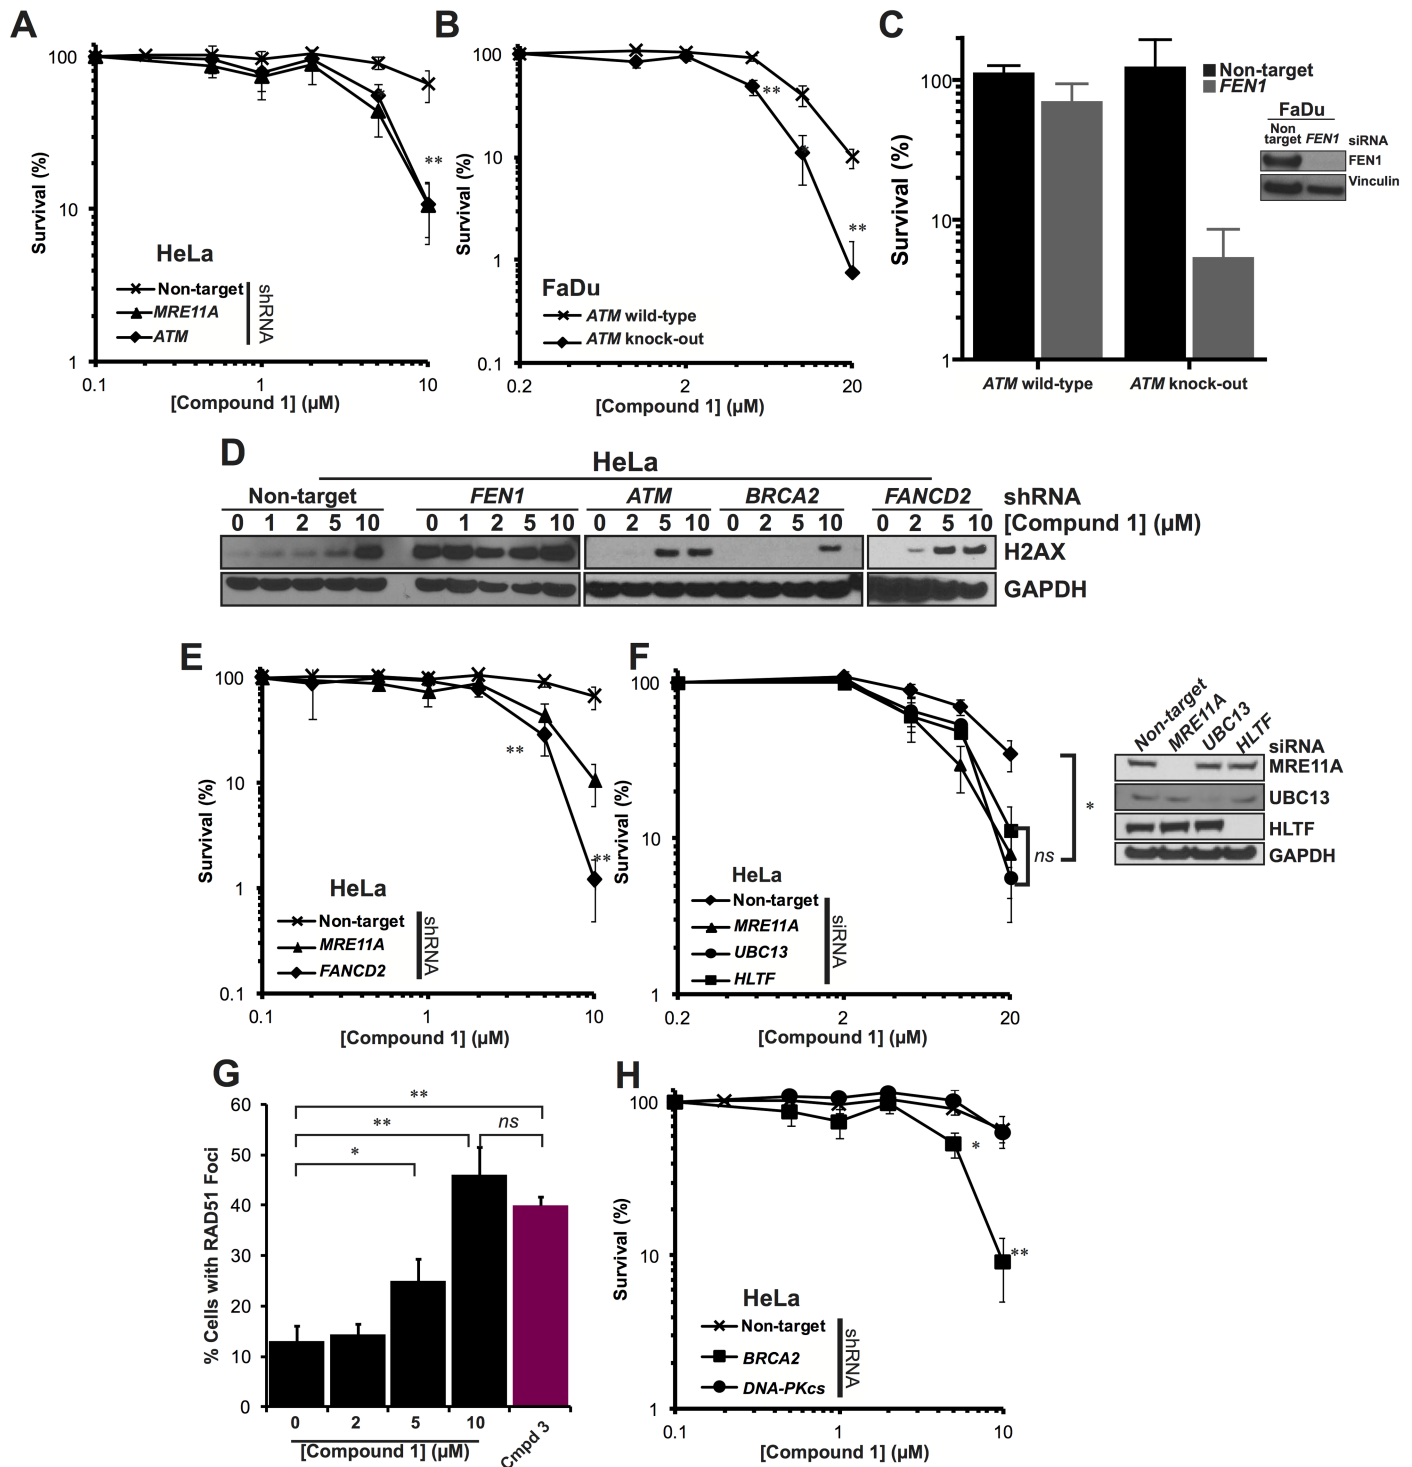 A
100
10
1
Survival (%)
HeLa
Non-target
MRE11A
ATM
shRNA
**
0.1 1 10
[Compound 1] (µM)
B
100
10
1
0.1
Survival (%)
FaDu
ATM wild-type
ATM knock-out
**
**
0.2 2 20
[Compound 1] (µM)
C
100
10
1
Survival (%)
Non-target
FEN1
ATM wild-type ATM knock-out
FaDu
Non
target FEN1 siRNA
FEN1
Vinculin
D
HeLa
Non-target FEN1 ATM BRCA2 FANCD2 shRNA
0 1 2 5 10 0 1 2 5 10 0 2 5 10 0 2 5 10 0 2 5 10 [Compund 1] (µM)
H2AX
GAPDH
E
100
10
1
0.1
Survival (%)
**
**
HeLa
Non-target
MRE11A
FANCD2
shRNA
0.1 1 10
[Compound 1] (µM)
F
100
10
1
Survival (%)
HeLa
Non-target
MRE11A
UBC13
HLTF
siRNA
ns
*
0.2 2 20
[Compound 1] (µM)
Non-target MRE11A UBC13 HLTF
siRNA
MRE11A
UBC13
HLTF
GAPDH
G
60
50
40
30
20
10
0
% Cells with RAD51 Foci
**
** ns
*
0 2 5 10 Cmpd 3
[Compound 1] (µM)
H
100
10
1
Survival (%)
*
**
HeLa
Non-target
BRCA2
DNA-PKcs
shRNA
0.1 1 10
[Compound 1] (µM)